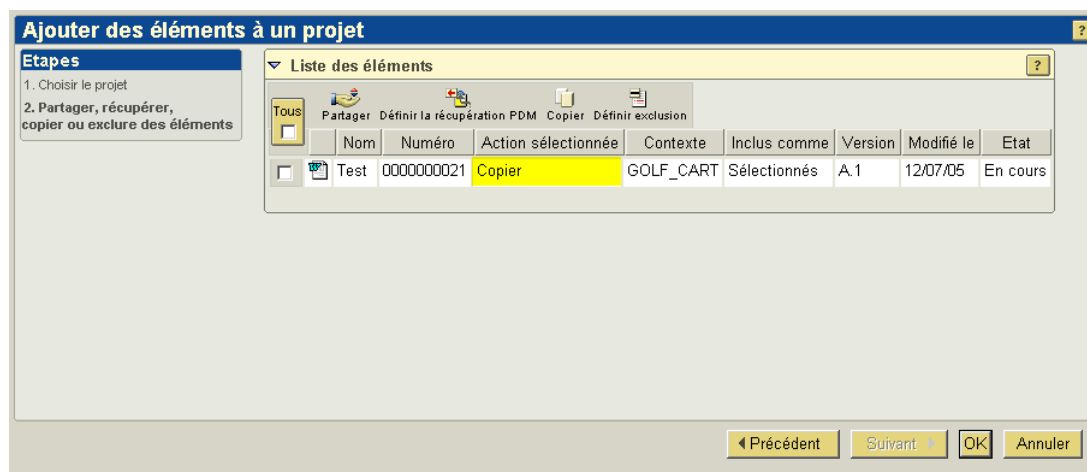 Ajouter des éléments à un projet
?
Etapes
1. Choisir le projet
2. Partager, récupérer,
copier ou exclure des éléments
Liste des éléments
?
Tous
Partager Définir la récupération PDM Copier Définir exclusion
Nom Numéro Action sélectionnée Contexte Inclus comme Version Modifié le Etat
Test 0000000021 Copier GOLF_CART Sélectionnés A.1 12/07/05 En cours
Précédent Suivant OK Annuler